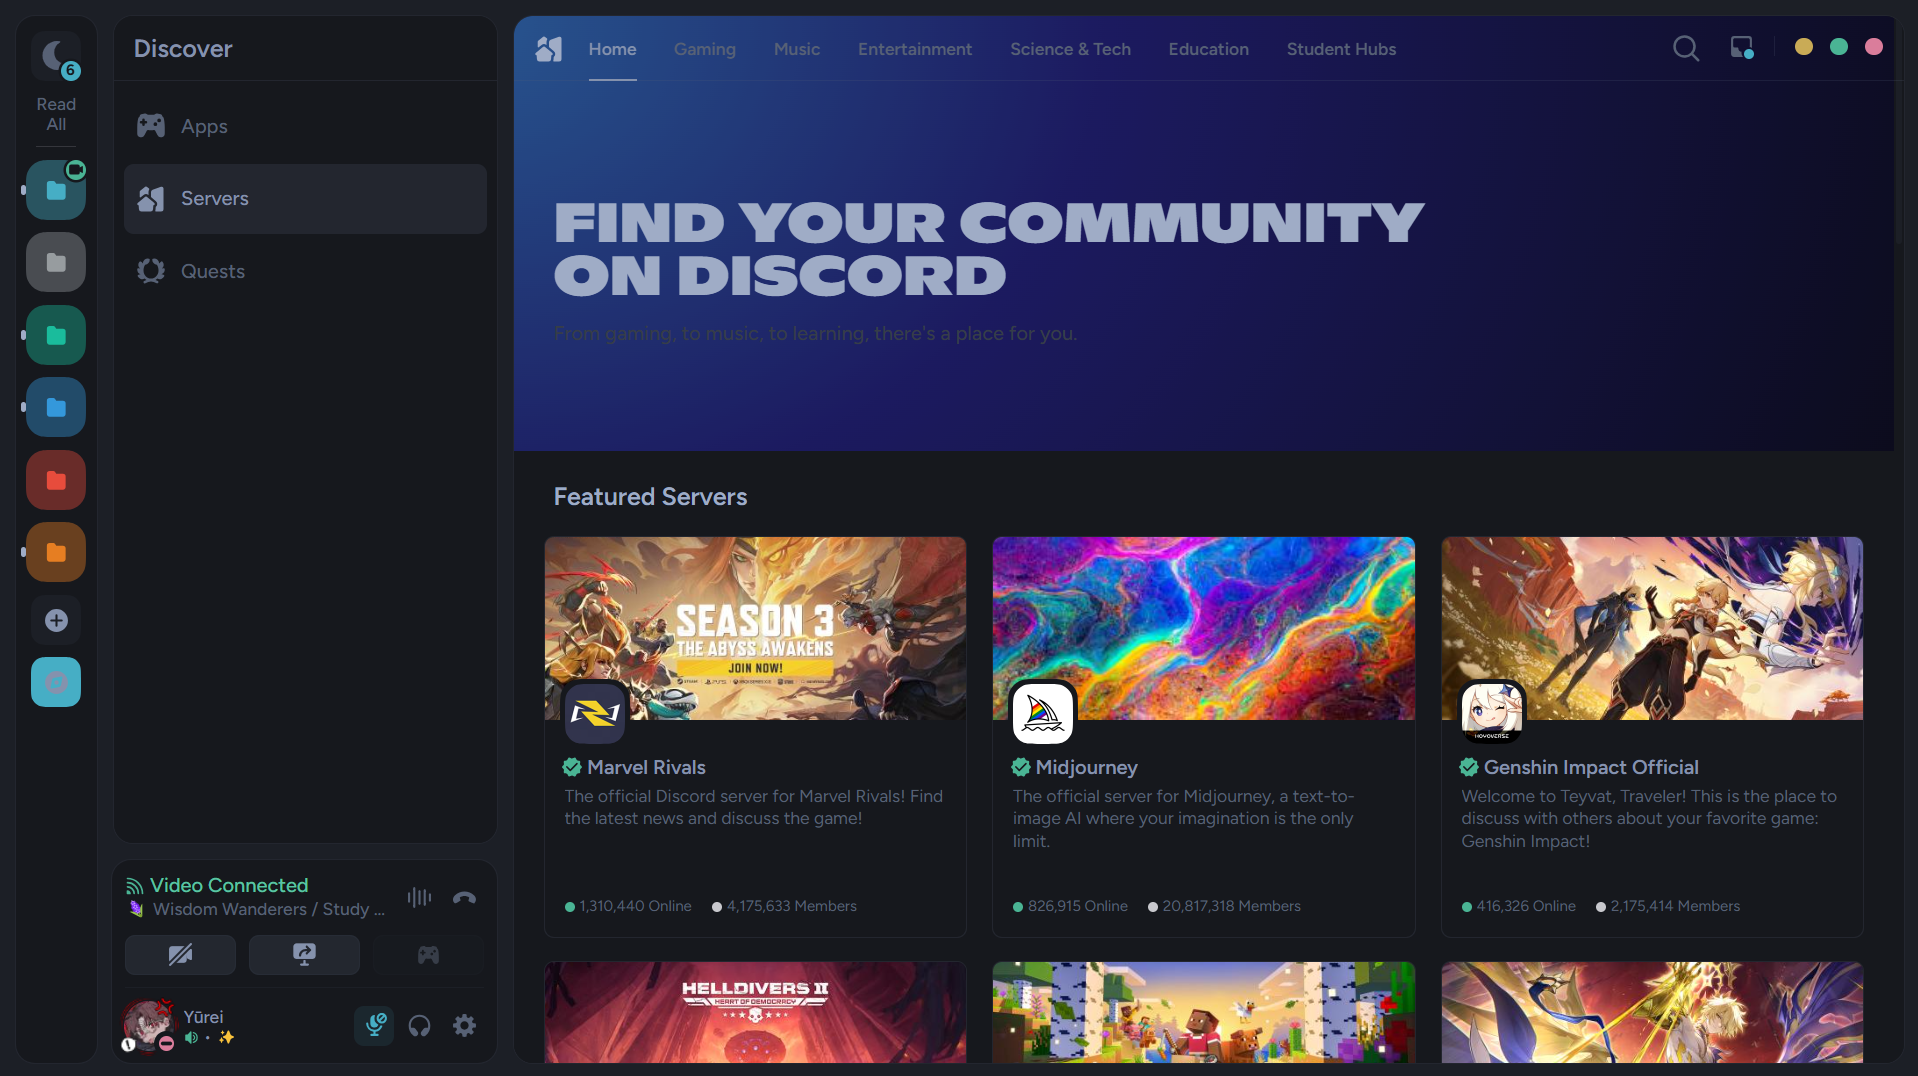 6
Read
All
Discover
Apps
Servers
Quests
Video Connected
Wisdom Wanderers / Study ...
Yūrei
Home
Gaming
Music
Entertainment
Science & Tech
Education
Student Hubs
FIND YOUR COMMUNITY
ON DISCORD
From gaming, to music, to learning, there's a place for you.
Featured Servers
SEASON 3
THE ABYSS AWAKENS
JOIN NOW!
Marvel Rivals
The official Discord server for Marvel Rivals! Find
the latest news and discuss the game!
1,310,440 Online
4,175,633 Members
Midjourney
The official server for Midjourney, a text-to-
image AI where your imagination is the only
limit.
826,915 Online
20,817,318 Members
HOYOVERSE
Genshin Impact Official
Welcome to Teyvat, Traveler! This is the place to
discuss with others about your favorite game:
Genshin Impact!
416,326 Online
2,175,414 Members
HELLDIVERS II
HEART OF DEMOCRACY